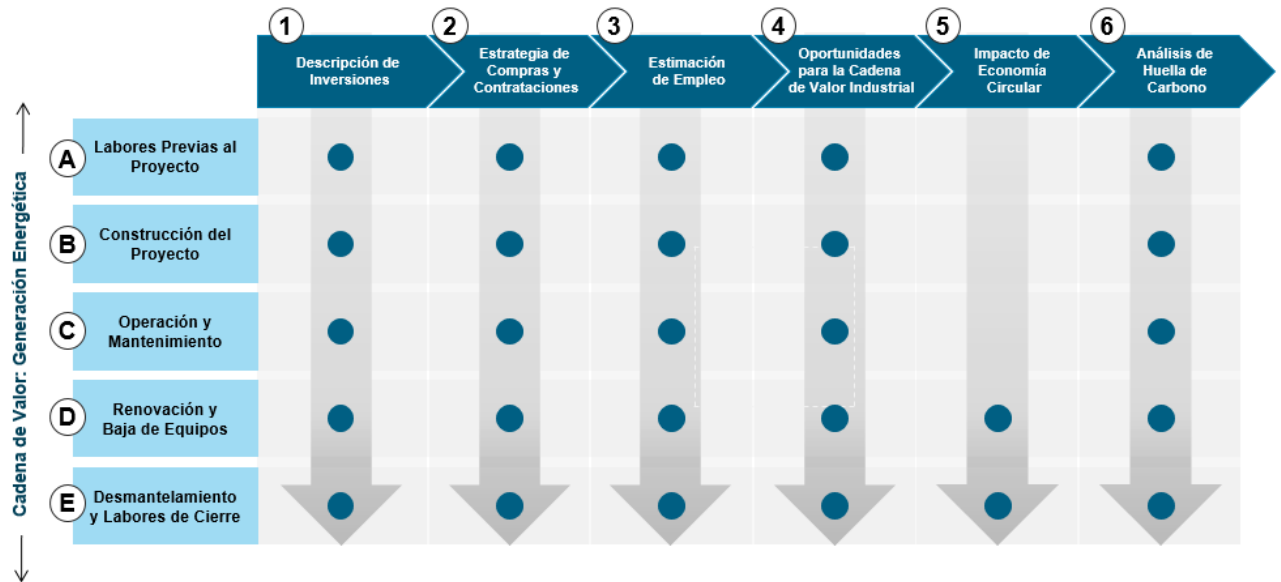 1
2
3
4
5
6
Descripción de
Inversiones
Estrategia de
Compras y
Contrataciones
Estimación
de Empleo
Oportunidades
para la Cadena
de Valor Industrial
Impacto de
Economía
Circular
Análisis de
Huella de
Carbono
Cadena de Valor: Generación Energética
A
Labores Previas al
Proyecto
B
Construcción del
Proyecto
C
Operación y
Mantenimiento
D
Renovación y
Baja de Equipos
E
Desmantelamiento
y Labores de Cierre